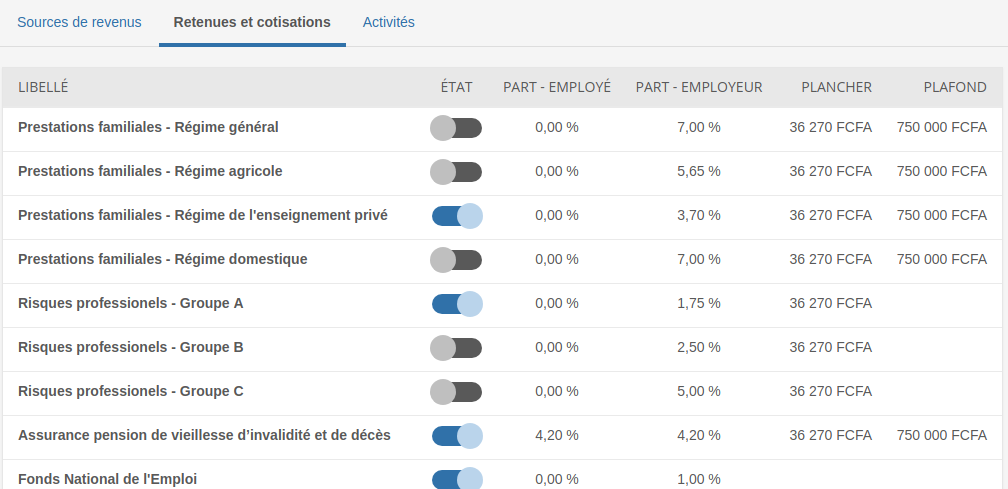 Sources de revenus Retenues et cotisations Activités
LIBELLÉ ÉTAT PART - EMPLOYÉ PART - EMPLOYEUR PLANCHER PLAFOND
Prestations familiales - Régime général 0,00 % 7,00 % 36 270 FCFA 750 000 FCFA
Prestations familiales - Régime agricole 0,00 % 5,65 % 36 270 FCFA 750 000 FCFA
Prestations familiales - Régime de l'enseignement privé 0,00 % 3,70 % 36 270 FCFA 750 000 FCFA
Prestations familiales - Régime domestique 0,00 % 7,00 % 36 270 FCFA 750 000 FCFA
Risques professionels - Groupe A 0,00 % 1,75 % 36 270 FCFA
Risques professionels - Groupe B 0,00 % 2,50 % 36 270 FCFA
Risques professionels - Groupe C 0,00 % 5,00 % 36 270 FCFA
Assurance pension de vieillesse d’invalidité et de décès 4,20 % 4,20 % 36 270 FCFA 750 000 FCFA
Fonds National de l'Emploi 0,00 % 1,00 %